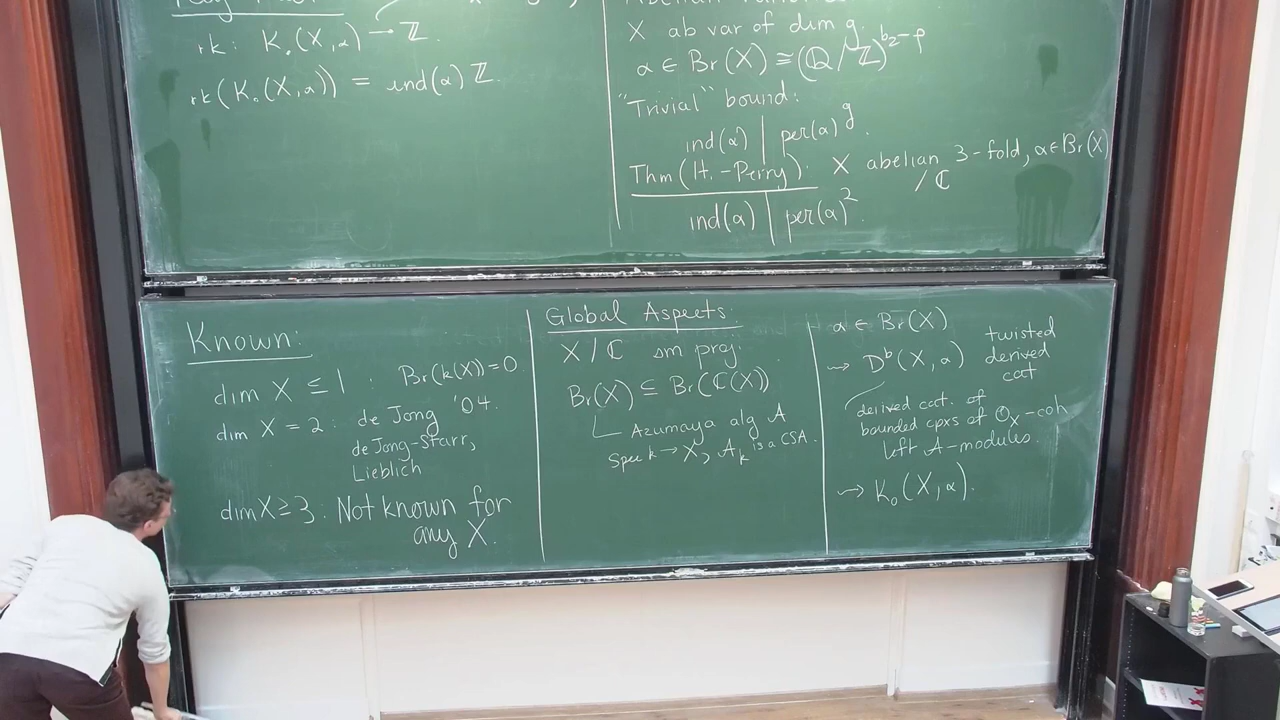 rk: K₀(X,α) → ℤ.
rk(K₀(X,α)) = ind(α) ℤ.
X ab var of dim g.
α ∈ Br(X) ≅ (ℚ/ℤ)^{b₂-ρ}
"Trivial" bound:
ind(α) | per(α)^g.
Thm (H.-Perry): X abelian 3-fold, α∈Br(X)
/ℂ
ind(α) | per(α)².
Known:
dim X ≤ 1 : Br(k(X))=0
dim X = 2 : de Jong '04.
de Jong-Starr,
Lieblich
dim X ≥ 3 : Not known for
any X.
Global Aspects:
X/ℂ sm proj.
Br(X) ⊆ Br(ℂ(X))
Azumaya alg A
Spec k → X, A_k is a CSA.
α ∈ Br(X)
⇝ D^b(X,α) twisted
derived
cat
derived cat. of
bounded cpxs of O_X-coh
left A-modules.
⇝ K₀(X,α).